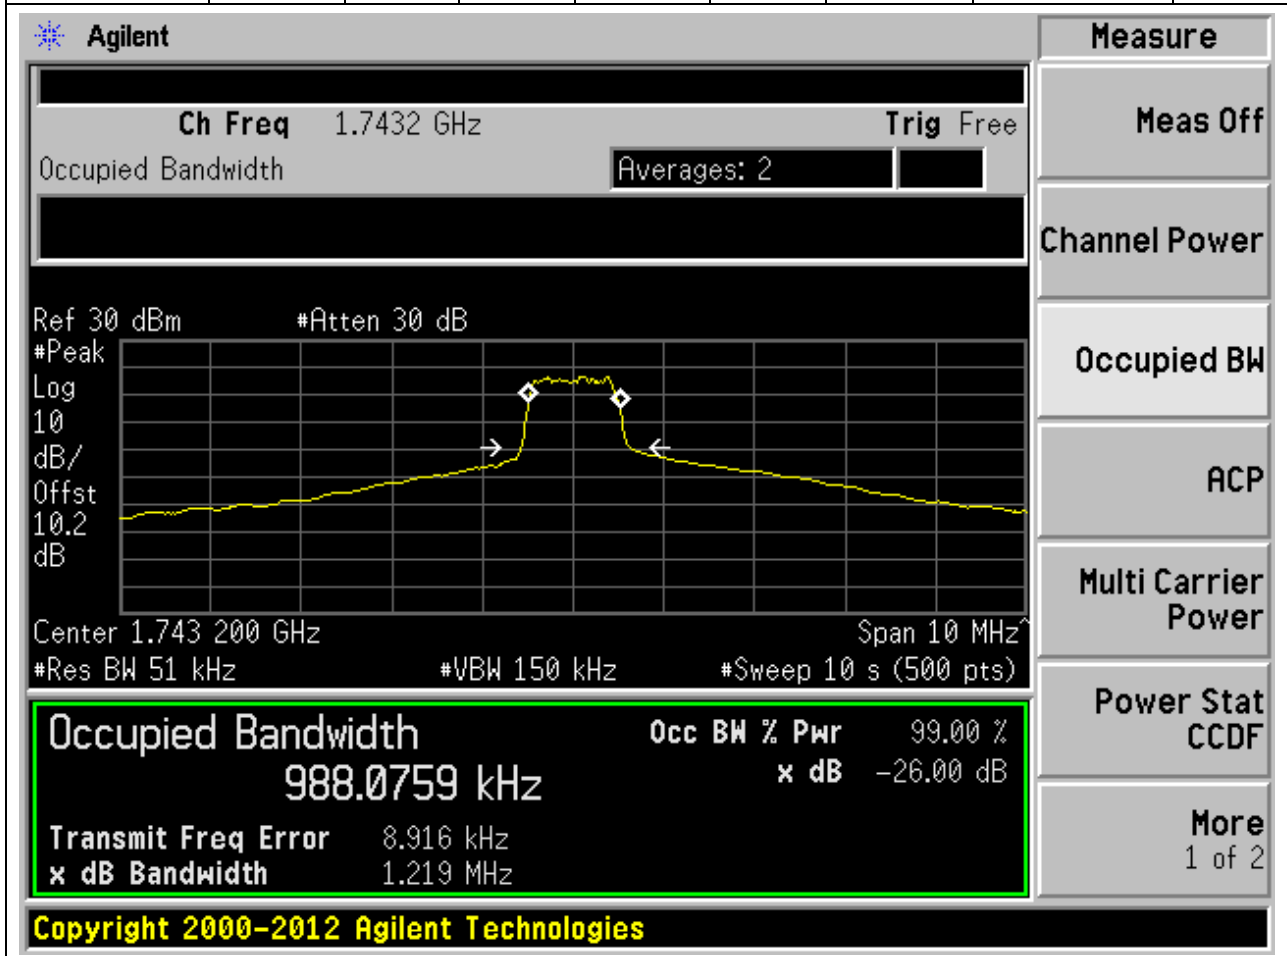 Agilent
Measure
Ch Freq 1.7432 GHz Trig Free
Occupied Bandwidth Averages: 2
Meas Off
Channel Power
Occupied BW
ACP
Multi Carrier
Power
Power Stat
CCDF
More
1 of 2
Ref 30 dBm #Atten 30 dB
#Peak
Log
10
dB/
Offst
10.2
dB
Center 1.743 200 GHz Span 10 MHz^
#Res BW 51 kHz #VBW 150 kHz #Sweep 10 s (500 pts)
Occupied Bandwidth Occ BW % Pwr 99.00 %
988.0759 kHz x dB -26.00 dB
Transmit Freq Error 8.916 kHz
x dB Bandwidth 1.219 MHz
Copyright 2000-2012 Agilent Technologies